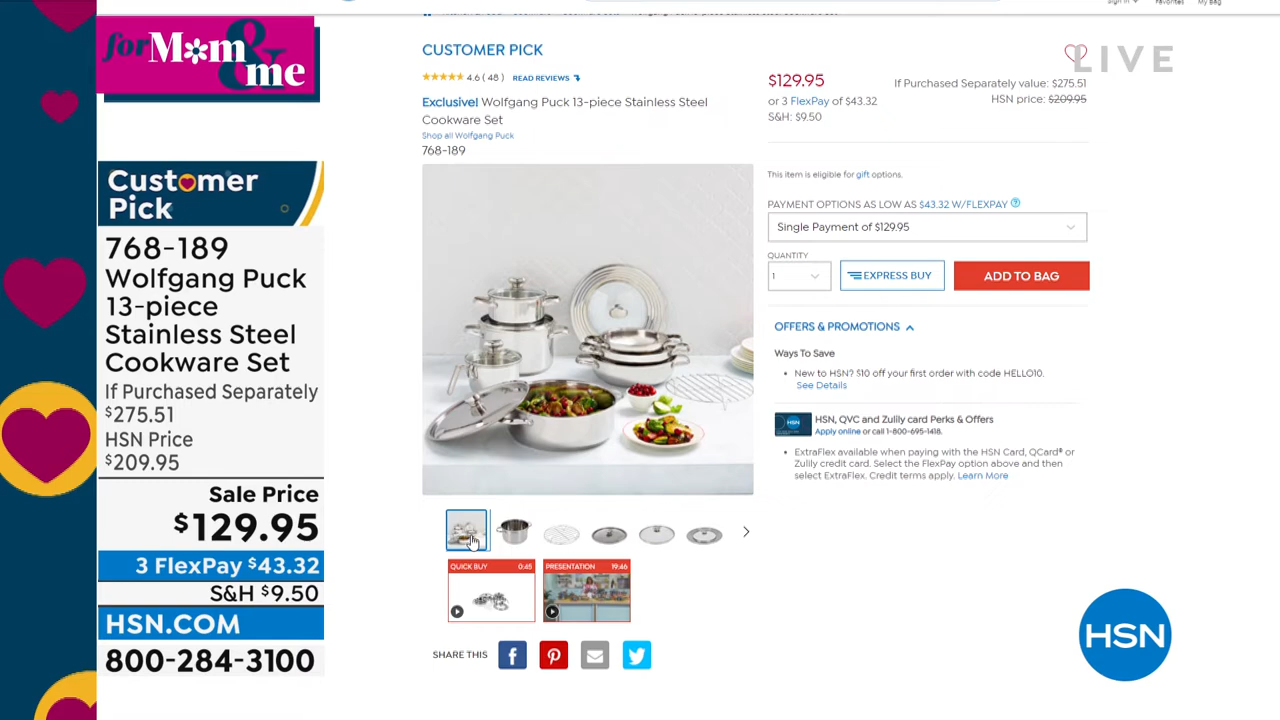 Sign in
Favorites
My Bag
for Mom
& me
Customer
Pick
768-189
Wolfgang Puck
13-piece
Stainless Steel
Cookware Set
If Purchased Separately
$275.51
HSN Price
$209.95
Sale Price
$129.95
3 FlexPay $43.32
S&H $9.50
HSN.COM
800-284-3100
CUSTOMER PICK
4.6 ( 48 ) READ REVIEWS
Exclusive! Wolfgang Puck 13-piece Stainless Steel
Cookware Set
Shop all Wolfgang Puck
768-189
QUICK BUY 0:45
PRESENTATION 19:46
SHARE THIS
LIVE
$129.95
or 3 FlexPay of $43.32
S&H: $9.50
If Purchased Separately value: $275.51
HSN price: $209.95
This item is eligible for gift options.
PAYMENT OPTIONS AS LOW AS $43.32 W/FLEXPAY
Single Payment of $129.95
QUANTITY
1
EXPRESS BUY
ADD TO BAG
OFFERS & PROMOTIONS
Ways To Save
New to HSN? $10 off your first order with code HELLO10.
See Details
HSN, QVC and Zulily card Perks & Offers
Apply online or call 1-800-695-1418.
ExtraFlex available when paying with the HSN Card, QCard® or
Zulily credit card. Select the FlexPay option above and then
select ExtraFlex. Credit terms apply. Learn More
HSN